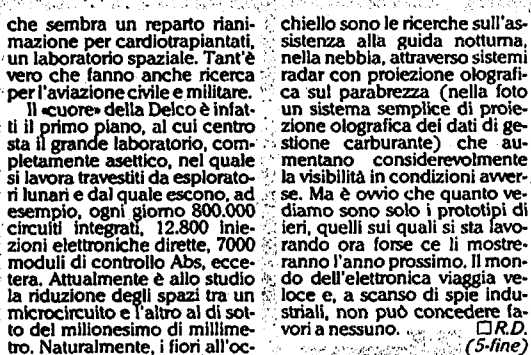 che sembra un reparto riani-
mazione per cardiotrapiantati,
un laboratorio spaziale. Tant'è
vero che fanno anche ricerca
per l'aviazione civile e militare.
Il «cuore» della Delco è infat-
ti il primo piano, al cui centro
sta il grande laboratorio, com-
pletamente asettico, nel quale
si lavora travestiti da esplorato-
ri lunari e dal quale escono, ad
esempio, ogni giorno 800.000
circuiti integrati, 12.800 inie-
zioni elettroniche dirette, 7000
moduli di controllo Abs, ecce-
tera. Attualmente è allo studio
la riduzione degli spazi tra un
microcircuito e l'altro al di sot-
to del milionesimo di millime-
tro. Naturalmente, i fiori all'oc-
chiello sono le ricerche sull'as-
sistenza alla guida notturna,
nella nebbia, attraverso sistemi
radar con proiezione olografi-
ca sul parabrezza (nella foto
un sistema semplice di proie-
zione olografica dei dati di ge-
stione carburante) che au-
mentano considerevolmente
la visibilità in condizioni avver-
se. Ma è ovvio che quanto ve-
diamo sono solo i prototipi di
ieri, quelli sui quali si sta lavo-
rando ora forse ce li mostre-
ranno l'anno prossimo. Il mon-
do dell'elettronica viaggia ve-
loce e, a scanso di spie indu-
striali, non può concedere fa-
vori a nessuno. □ R.D.
(5-fine)